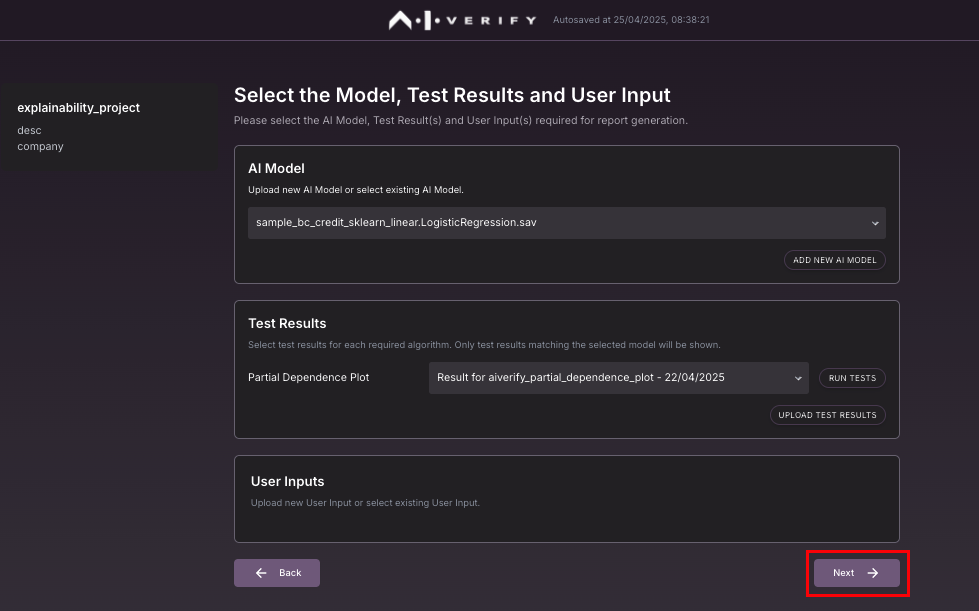 A·I·VERIFY
Autosaved at 25/04/2025, 08:38:21
explainability_project
desc
company
Select the Model, Test Results and User Input
Please select the AI Model, Test Result(s) and User Input(s) required for report generation.
AI Model
Upload new AI Model or select existing AI Model.
sample_bc_credit_sklearn_linear.LogisticRegression.sav
ADD NEW AI MODEL
Test Results
Select test results for each required algorithm. Only test results matching the selected model will be shown.
Partial Dependence Plot
Result for aiverify_partial_dependence_plot - 22/04/2025
RUN TESTS
UPLOAD TEST RESULTS
User Inputs
Upload new User Input or select existing User Input.
Back
Next